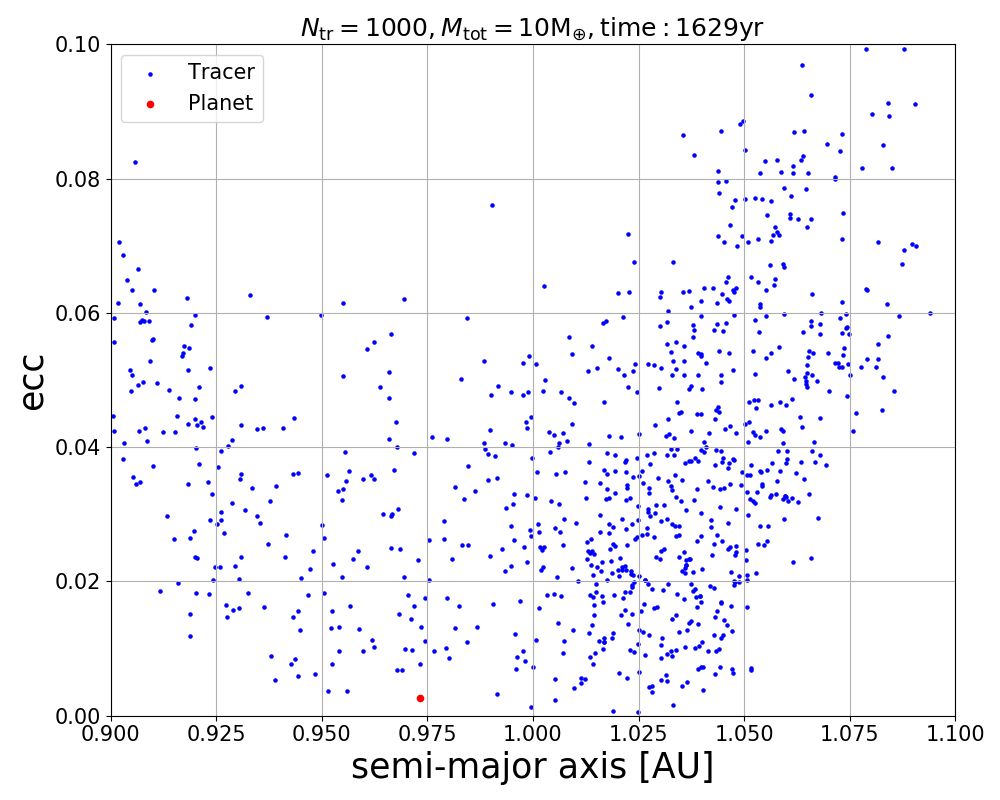 N_tr = 1000, M_tot = 10M_⊕, time : 1629yr
0.10
Tracer
Planet
0.08
0.06
ecc
0.04
0.02
0.00
0.900 0.925 0.950 0.975 1.000 1.025 1.050 1.075 1.100
semi-major axis [AU]